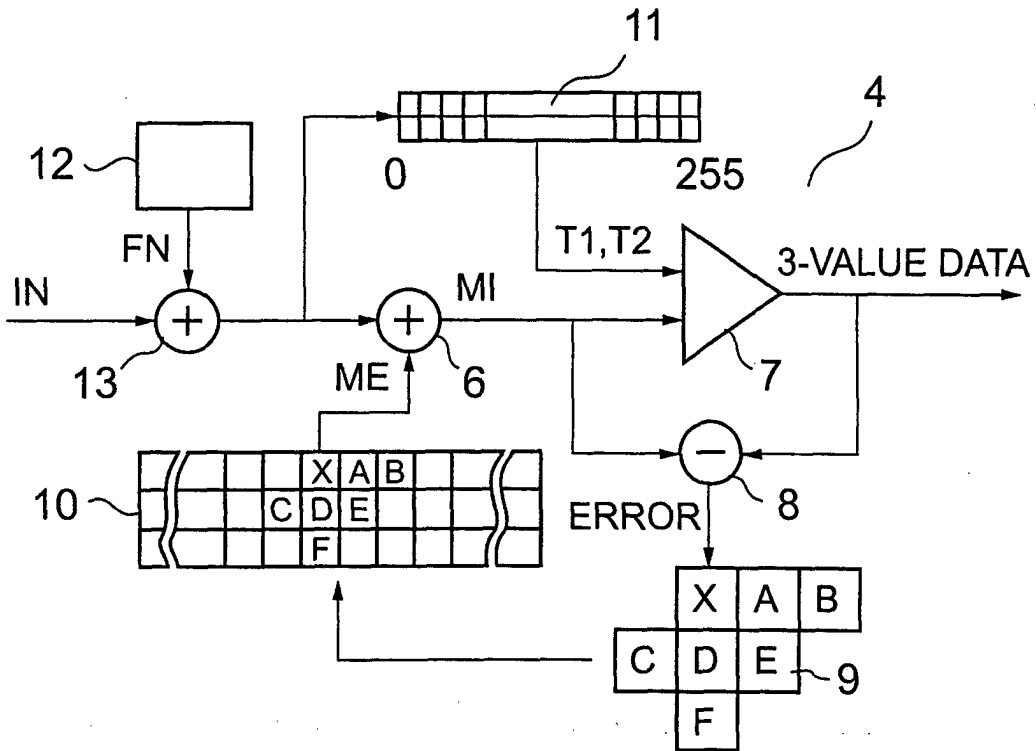 11
4
12
0 255
FN
T1,T2
3-VALUE DATA
IN
+
MI
+
13
ME
6
7
X A B
−
10
C D E
8
ERROR
F
X A B
C D E
9
F